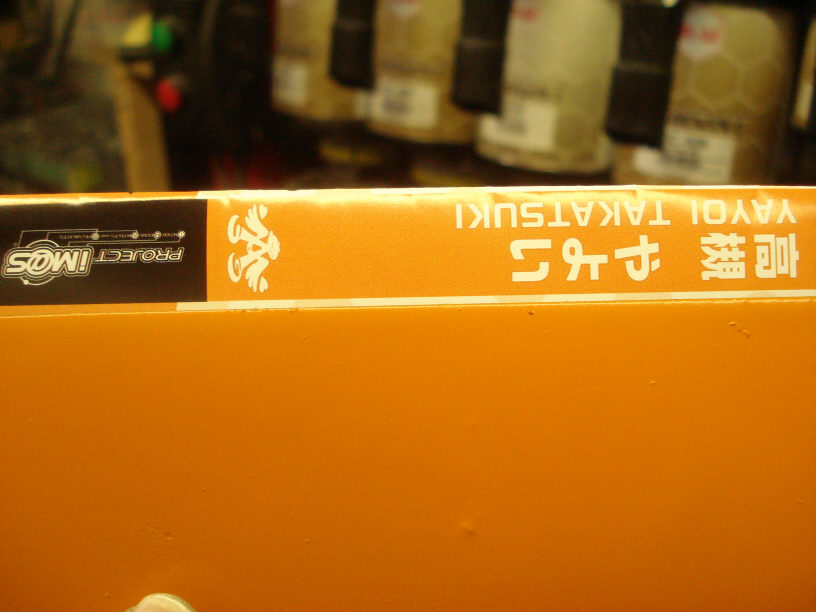 高槻やよい
YAYOI TAKATSUKI
PROJECT
iM@S